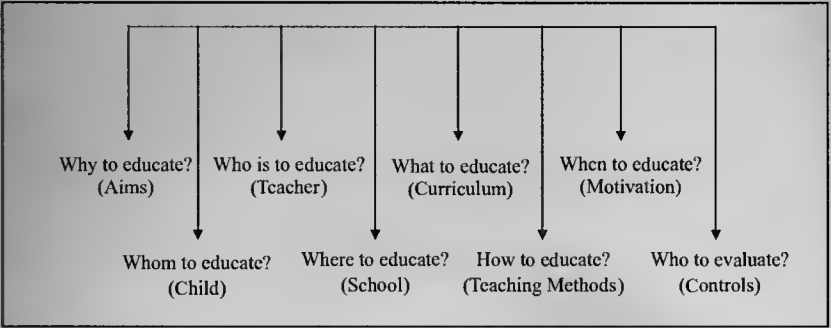 Why to educate?
(Aims)
Who is to educate?
(Teacher)
What to educate?
(Curriculum)
When to educate?
(Motivation)
Whom to educate?
(Child)
Where to educate?
(School)
How to educate?
(Teaching Methods)
Who to evaluate?
(Controls)